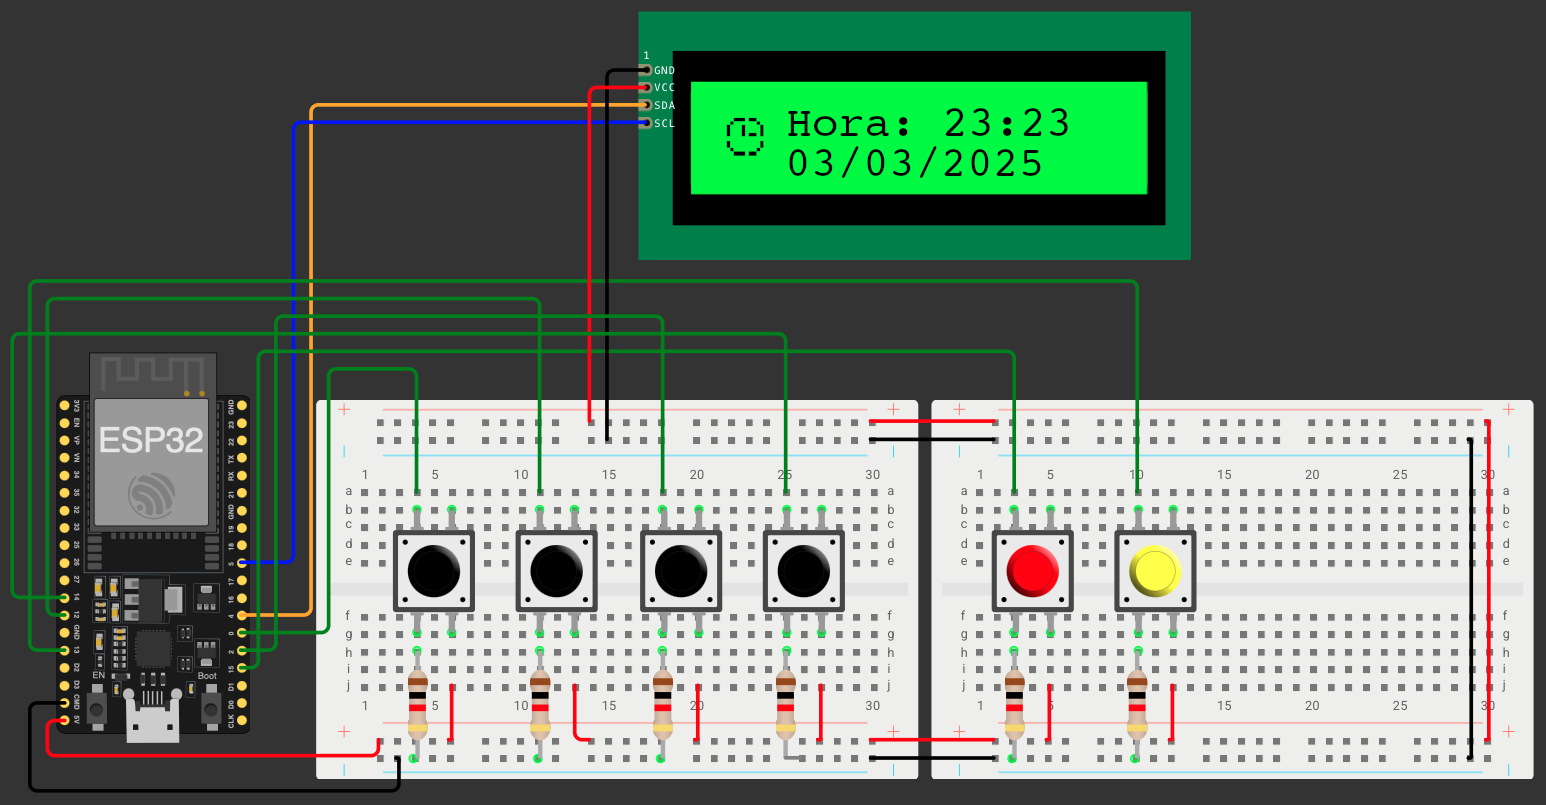 1
GND
VCC
SDA
SCL
Hora: 23:23
03/03/2025
ESP32
3V3
EN
VP
VN
34
35
32
33
25
26
27
14
12
GND
13
D2
D3
CMD
5V
GND
23
22
TX
RX
21
GND
19
18
5
17
16
4
0
2
15
D1
D0
CLK
EN
Boot
1 5 10 15 20 25 30
a a
b b
c c
d d
e e
f f
g g
h h
i i
j j
1 5 10 15 20 25 30
1 5 10 15 20 25 30
a a
b b
c c
d d
e e
f f
g g
h h
i i
j j
1 5 10 15 20 25 30